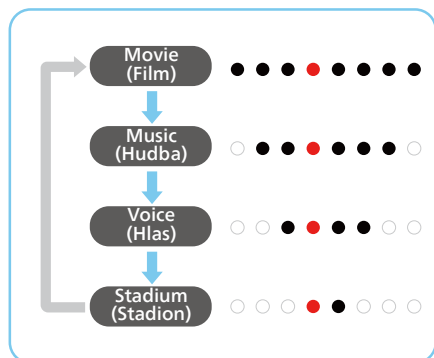 Movie
(Film)
Music
(Hudba)
Voice
(Hlas)
Stadium
(Stadion)